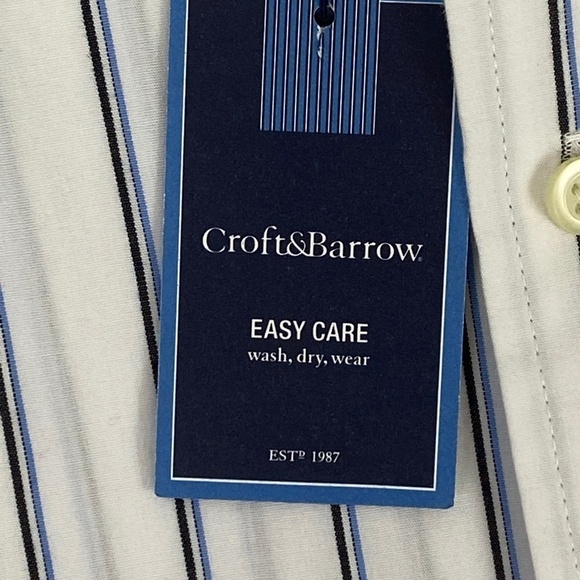 Croft&Barrow®
EASY CARE
wash, dry, wear
ESTᴰ 1987